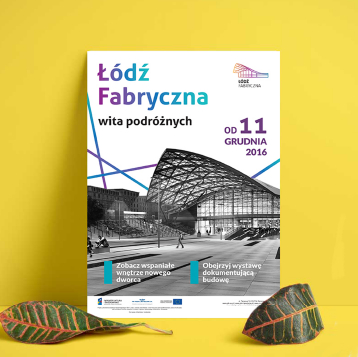 Łódź
Fabryczna
wita podróżnych
ŁÓDŹ
FABRYCZNA
OD 11
GRUDNIA
2016
Zobacz wspaniałe
wnętrze nowego
dworca
Obejrzyj wystawę
dokumentującą
budowę